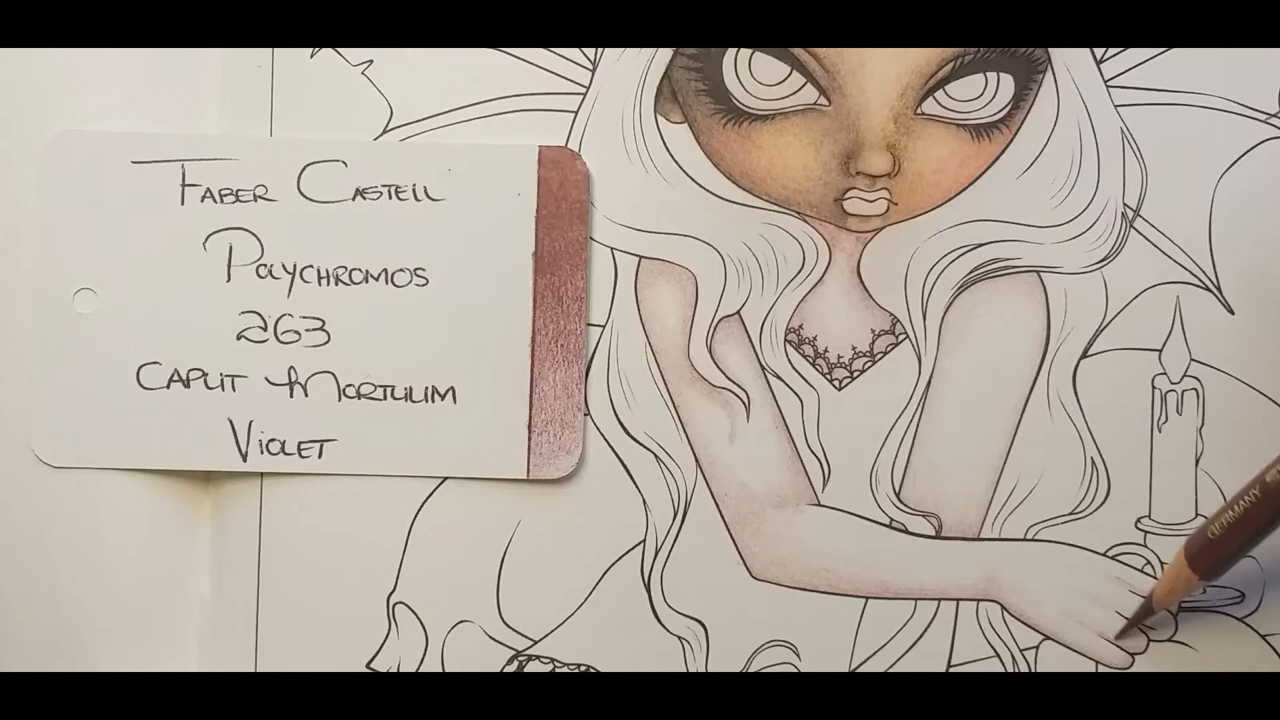 FABER CASTELL
POLYCHROMOS
263
CAPUT MORTUUM
VIOLET
GERMANY